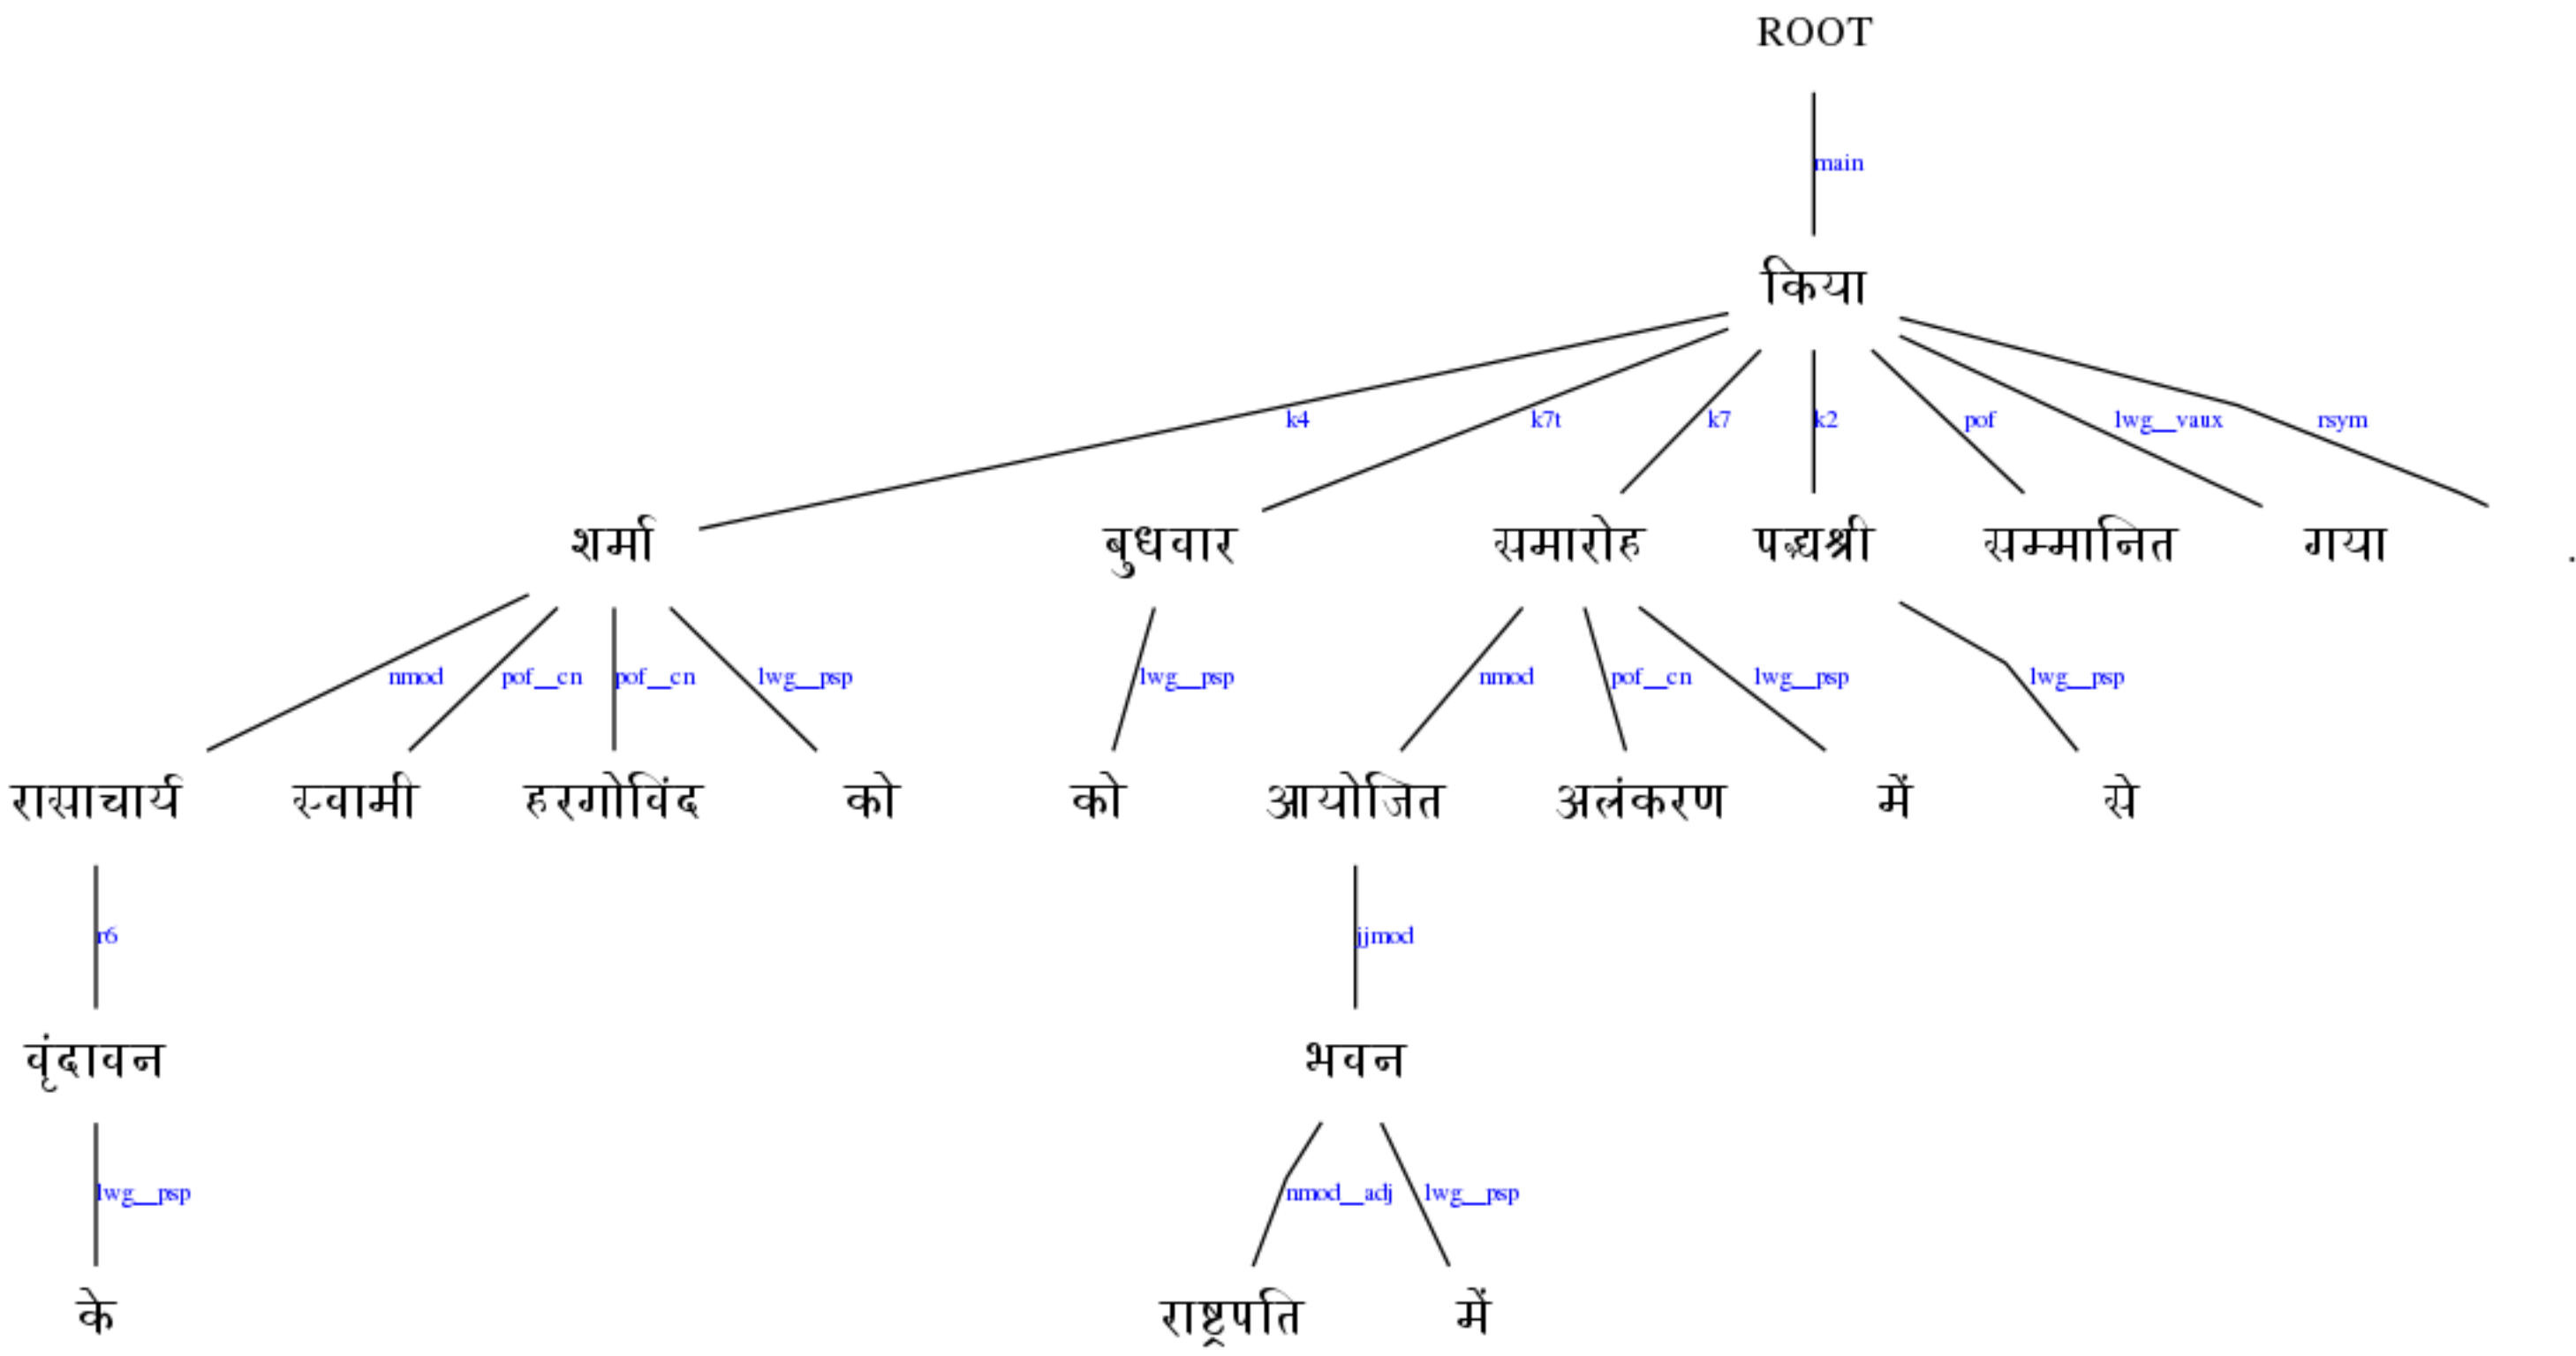 ROOT
main
किया
k4 k7t k7 k2 pof lwg__vaux rsym
शर्मा बुधवार समारोह पद्मश्री सम्मानित गया .
nmod pof__cn pof__cn lwg__psp lwg__psp nmod pof__cn lwg__psp lwg__psp
रासाचार्य स्वामी हरगोविंद को को आयोजित अलंकरण में से
r6 jjmod
वृंदावन भवन
lwg__psp nmod__adj lwg__psp
के राष्ट्रपति में